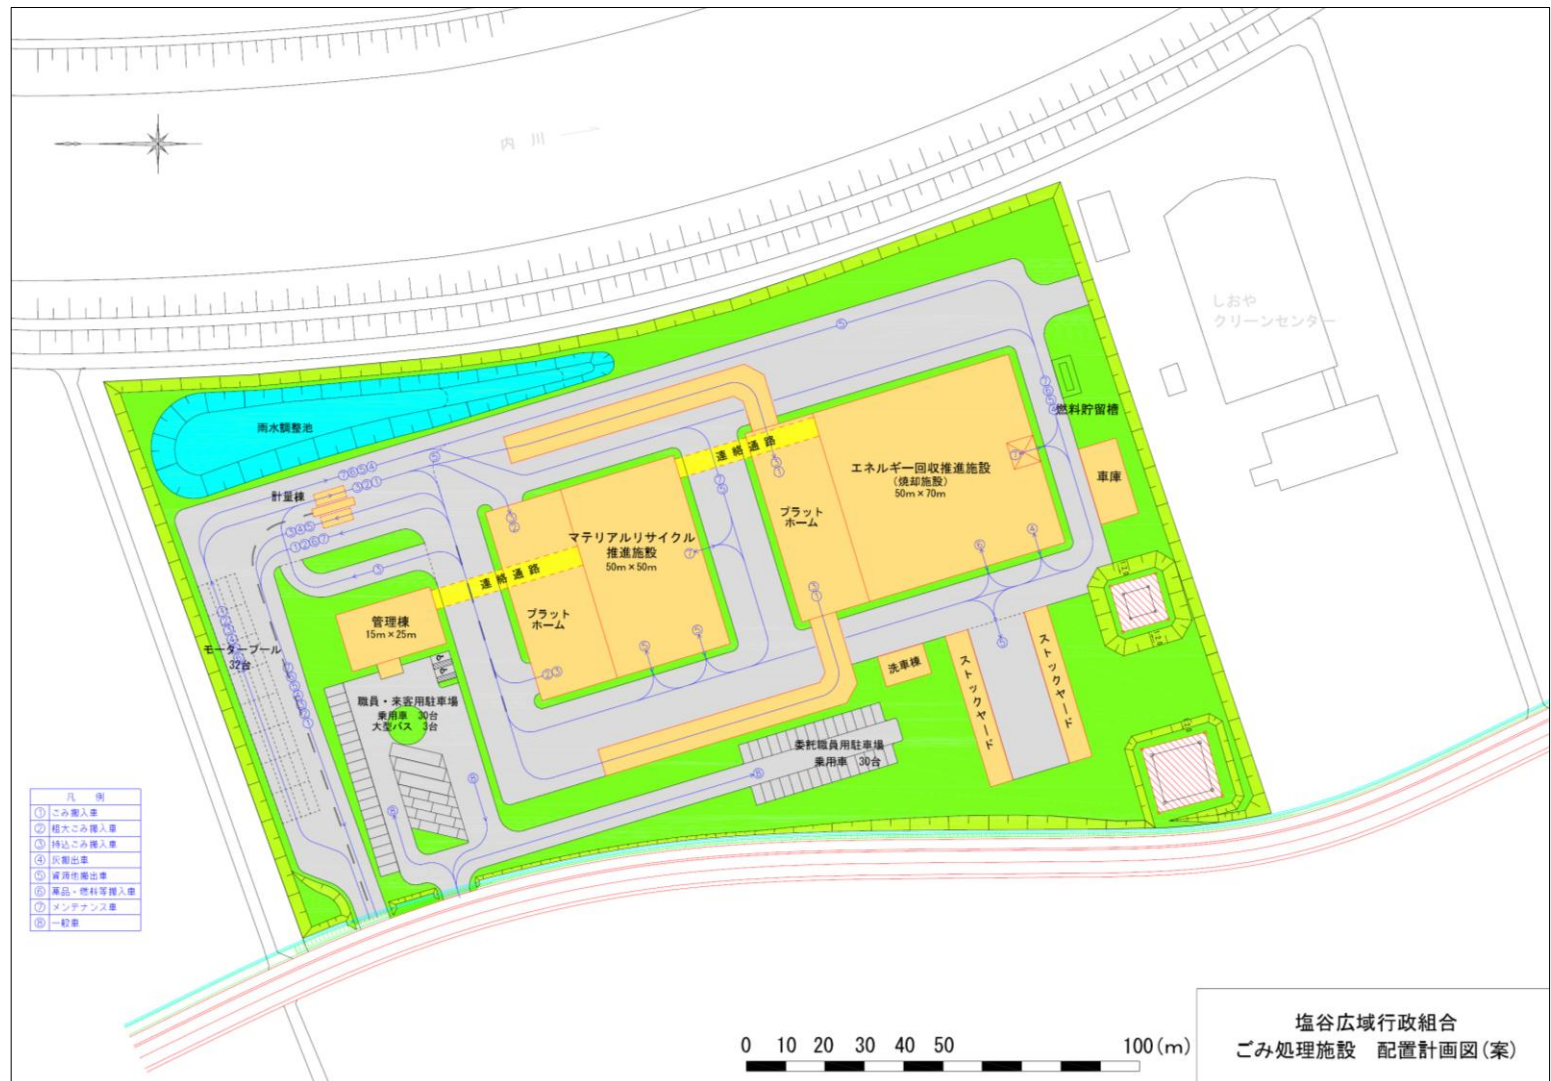 内 川
しおや
クリーンセンター
雨水調整池
計量棟
⑦⑥⑤④
③②①
③④⑤
①②⑥⑦
連 絡 通 路
エネルギー回収推進施設
(焼却施設)
50m×70m
燃料貯留槽
車庫
プラット
ホーム
マテリアルリサイクル
推進施設
50m×50m
連 絡 通 路
プラット
ホーム
管理棟
15m×25m
モータープール
32台
職員・来客用駐車場
乗用車 30台
大型バス 3台
洗車棟
ストックヤード
ストックヤード
委託職員用駐車場
乗用車 30台
凡 例
① ごみ搬入車
② 粗大ごみ搬入車
③ 持込ごみ搬入車
④ 灰搬出車
⑤ 資源他搬出車
⑥ 薬品・燃料等搬入車
⑦ メンテナンス車
⑧ 一般車
0 10 20 30 40 50 100(m)
塩谷広域行政組合
ごみ処理施設 配置計画図(案)